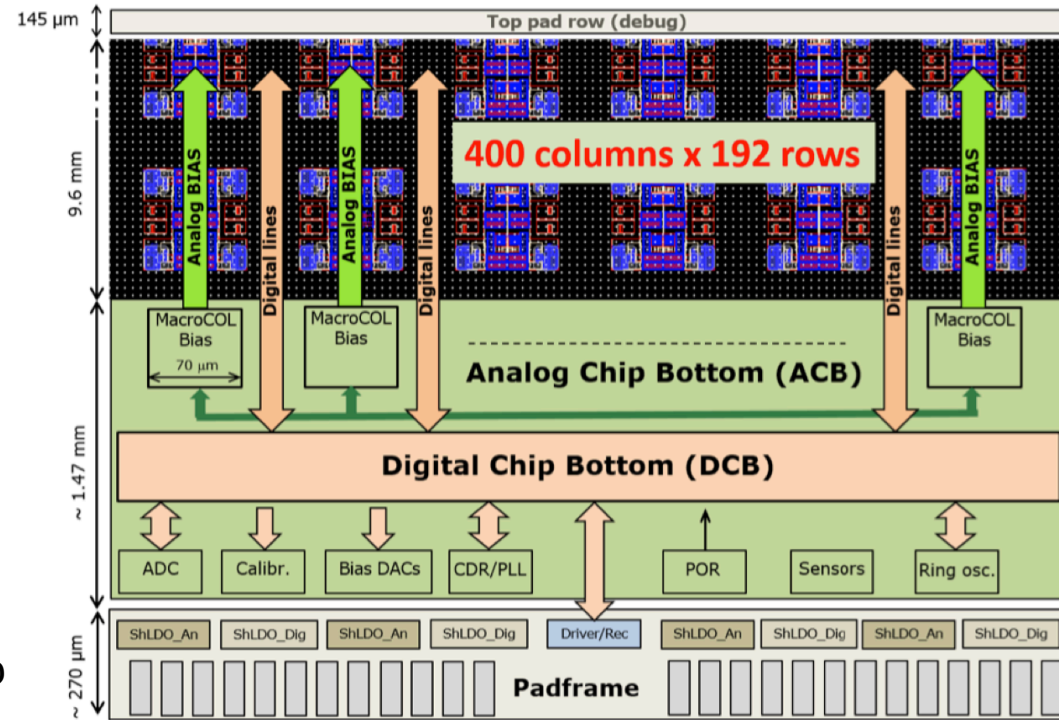 145 µm
Top pad row (debug)
9.6 mm
Analog BIAS
Digital lines
Analog BIAS
Digital lines
400 columns x 192 rows
Digital lines
Analog BIAS
MacroCOL
Bias
70 µm
MacroCOL
Bias
MacroCOL
Bias
Analog Chip Bottom (ACB)
~ 1.47 mm
Digital Chip Bottom (DCB)
ADC
Calibr.
Bias DACs
CDR/PLL
POR
Sensors
Ring osc.
~ 270 µm
ShLDO_An
ShLDO_Dig
ShLDO_An
ShLDO_Dig
Driver/Rec
ShLDO_An
ShLDO_Dig
ShLDO_An
ShLDO_Dig
Padframe